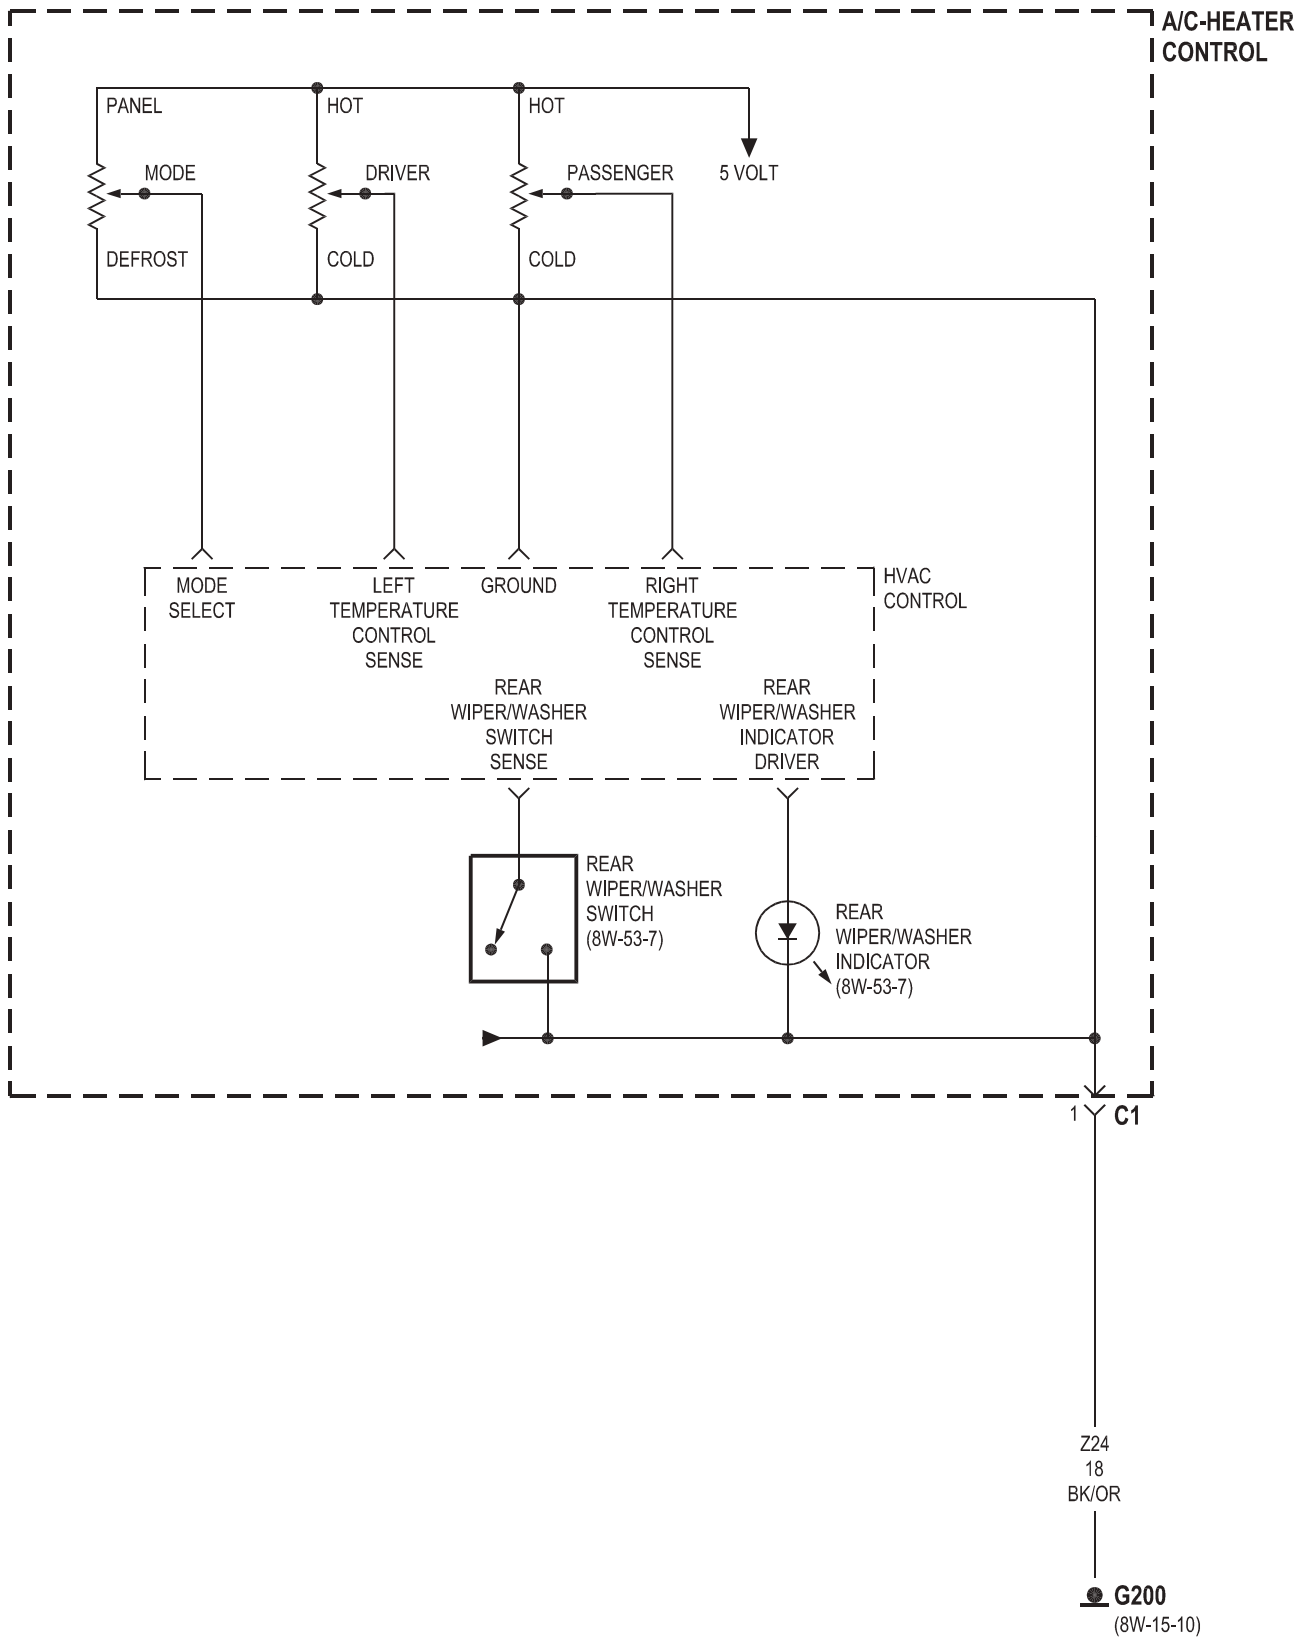 A/C-HEATER
CONTROL
PANEL
HOT
HOT
MODE
DRIVER
PASSENGER
5 VOLT
DEFROST
COLD
COLD
HVAC
CONTROL
MODE
SELECT
LEFT
TEMPERATURE
CONTROL
SENSE
GROUND
RIGHT
TEMPERATURE
CONTROL
SENSE
REAR
WIPER/WASHER
SWITCH
SENSE
REAR
WIPER/WASHER
INDICATOR
DRIVER
REAR
WIPER/WASHER
SWITCH
(8W-53-7)
REAR
WIPER/WASHER
INDICATOR
(8W-53-7)
1
C1
Z24
18
BK/OR
G200
(8W-15-10)